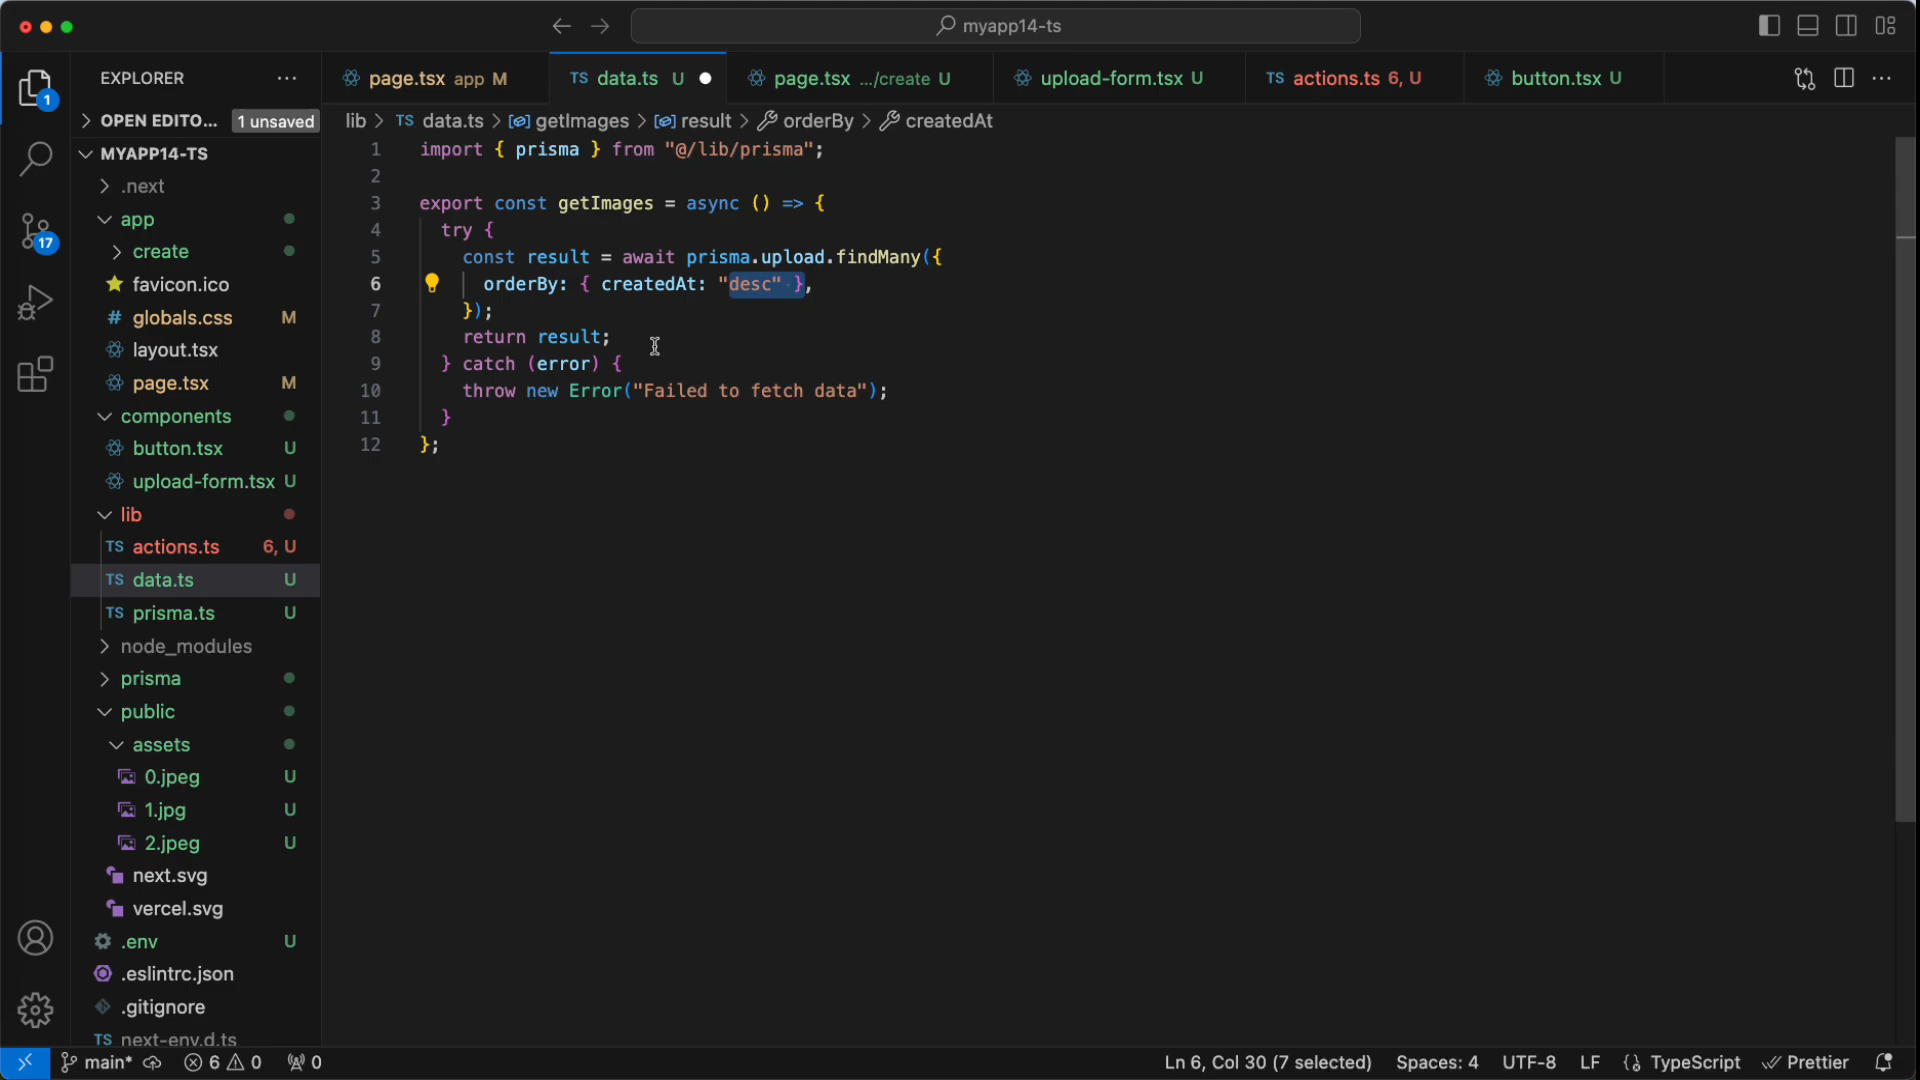 myapp14-ts
EXPLORER
page.tsx app M
TS data.ts U
page.tsx .../create U
upload-form.tsx U
TS actions.ts 6, U
button.tsx U
1
OPEN EDITO... 1 unsaved
lib > TS data.ts > getImages > result > orderBy > createdAt
MYAPP14-TS
.next
app
create
favicon.ico
# globals.css M
layout.tsx
page.tsx M
components
button.tsx U
upload-form.tsx U
lib
TS actions.ts 6, U
TS data.ts U
TS prisma.ts U
node_modules
prisma
public
assets
0.jpeg U
1.jpg U
2.jpeg U
next.svg
vercel.svg
.env U
.eslintrc.json
.gitignore
TS next-env.d.ts
17
1 import { prisma } from "@/lib/prisma";
2
3 export const getImages = async () => {
4 try {
5 const result = await prisma.upload.findMany({
6 orderBy: { createdAt: "desc" },
7 });
8 return result;
9 } catch (error) {
10 throw new Error("Failed to fetch data");
11 }
12 };
main* 6 0 0
Ln 6, Col 30 (7 selected) Spaces: 4 UTF-8 LF {} TypeScript Prettier